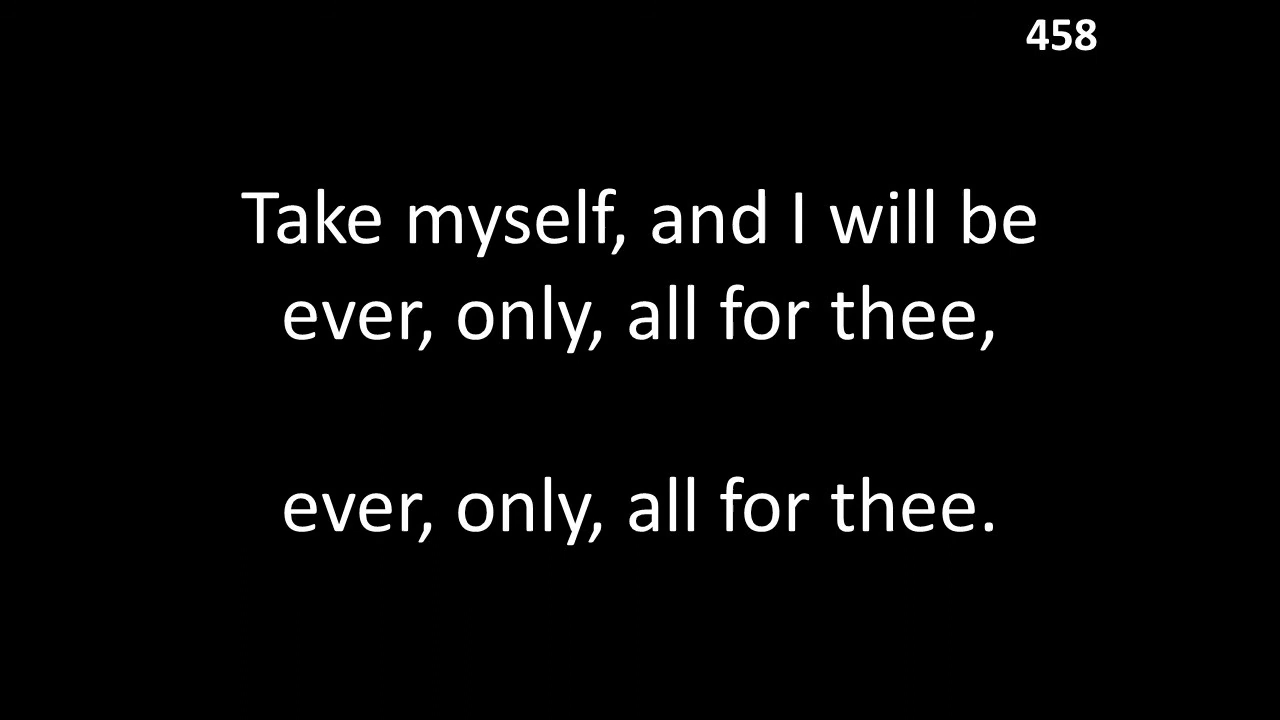 458
Take myself, and I will be
ever, only, all for thee,
ever, only, all for thee.